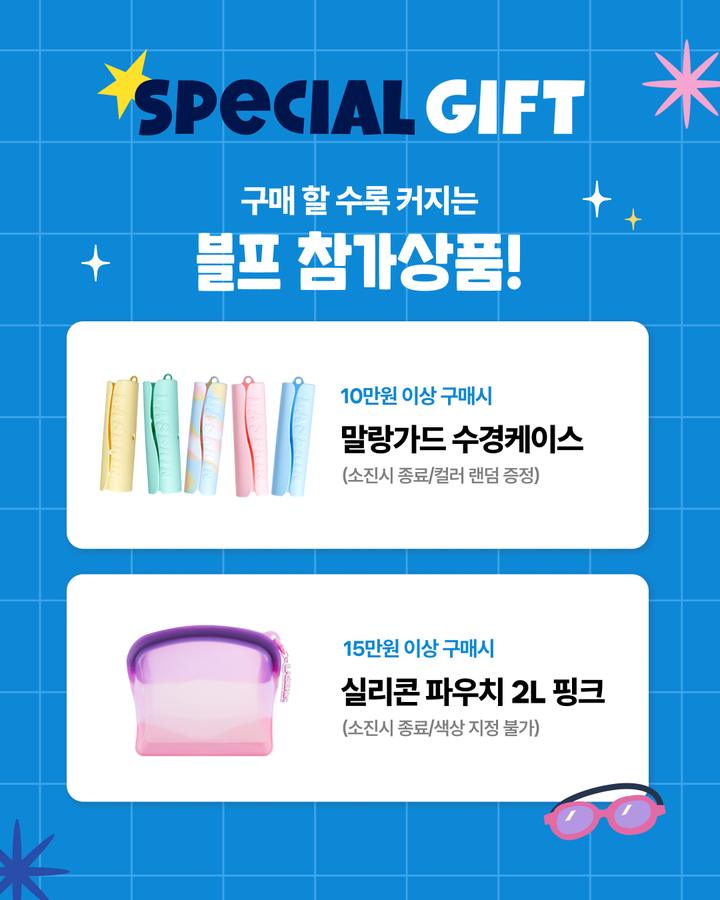 SPECIAL GIFT
구매 할 수록 커지는
블프 참가상품!
10만원 이상 구매시
말랑가드 수경케이스
(소진시 종료/컬러 랜덤 증정)
15만원 이상 구매시
실리콘 파우치 2L 핑크
(소진시 종료/색상 지정 불가)